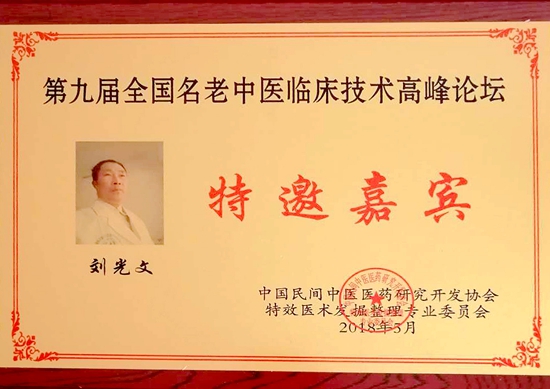 第九届全国名老中医临床技术高峰论坛
特邀嘉宾
刘光文
中国民间中医医药研究开发协会
特效医术发掘整理专业委员会
2018年3月